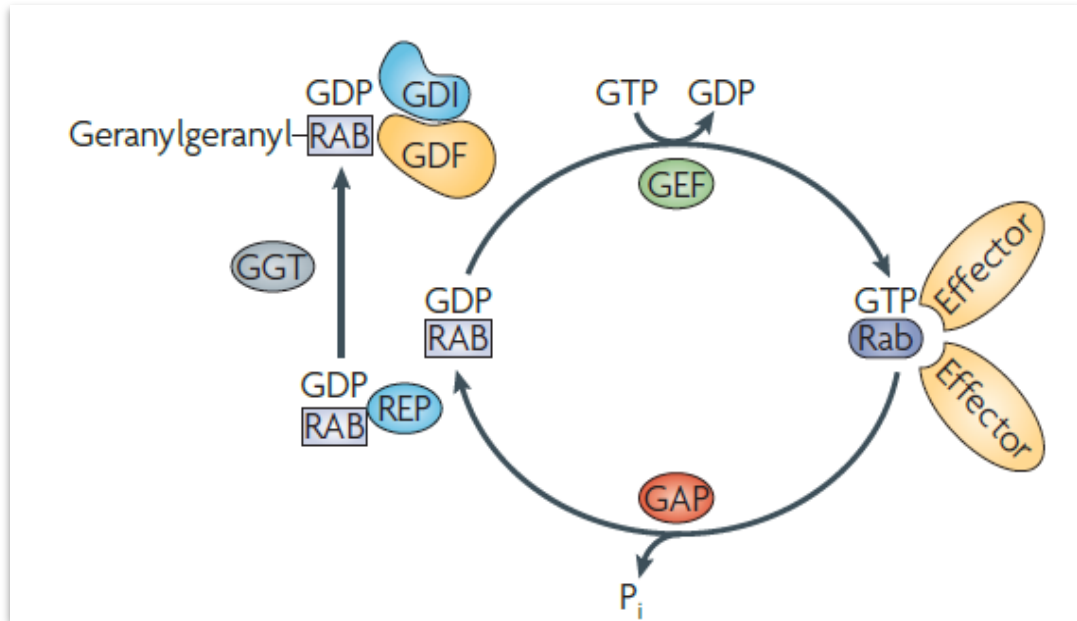 GDP
GDI
Geranylgeranyl
RAB
GDF
GTP GDP
GEF
GGT
GDP
RAB
GTP
Rab
Effector
Effector
GDP
RAB
REP
GAP
Pi